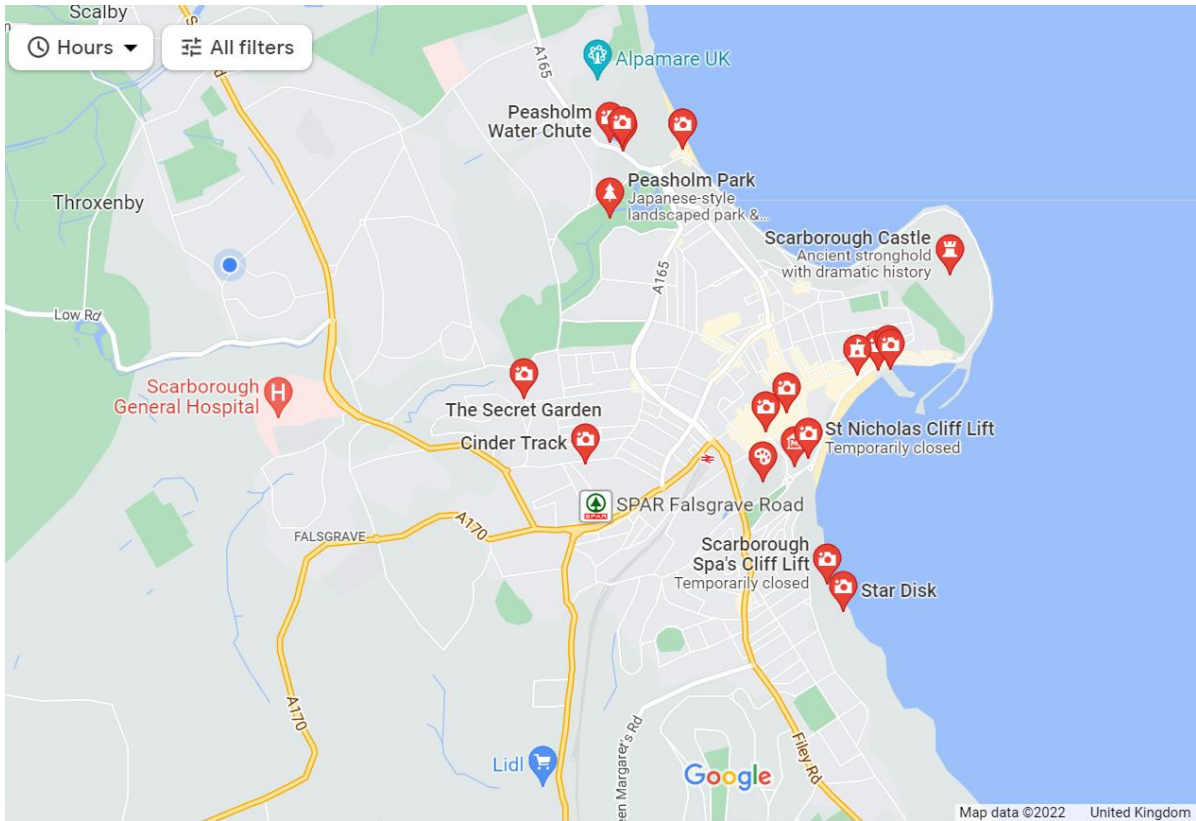 Scalby
Hours
All filters
A165
Alpamare UK
Peasholm
Water Chute
Peasholm Park
Japanese-style
landscaped park &...
Throxenby
Scarborough Castle
Ancient stronghold
with dramatic history
A165
Low Rd
Scarborough
General Hospital
H
The Secret Garden
Cinder Track
St Nicholas Cliff Lift
Temporarily closed
SPAR
SPAR Falsgrave Road
A170
FALSGRAVE
Scarborough
Spa's Cliff Lift
Temporarily closed
Star Disk
A170
Lidl
een Margaret's Rd
Filey Rd
Google
Map data ©2022 United Kingdom